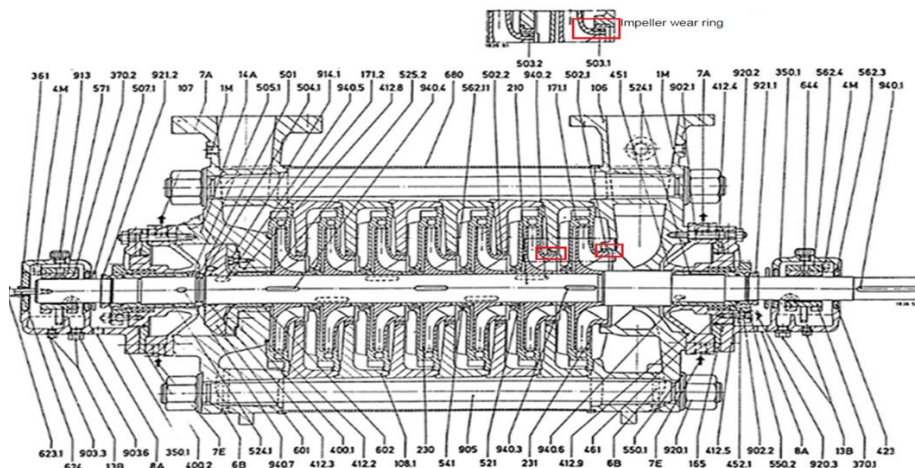 Impeller wear ring
503.2 503.1
361 913 370.2 921.2 7A 14A 501 914.1 171.2 525.2 680 502.2 940.2 502.1 451 1M 7A 920.2 350.1 562.4 562.3
4M 571 507.1 107 1M 505.1 504.1 940.5 412.8 940.4 562.11 210 171.1 106 524.1 902.1 412.4 921.1 644 4M 940.1
623.1 903.3 903.6 350.1 7E 524.1 601 400.1 602 230 905 940.3 940.6 461 550.1 920.1 412.5 902.2 8A 13B 423
624 13B 8A 400.2 6B 940.7 412.3 412.2 108.1 541 521 231 412.9 6B 7E 165 452.1 550.2 920.3 370.1